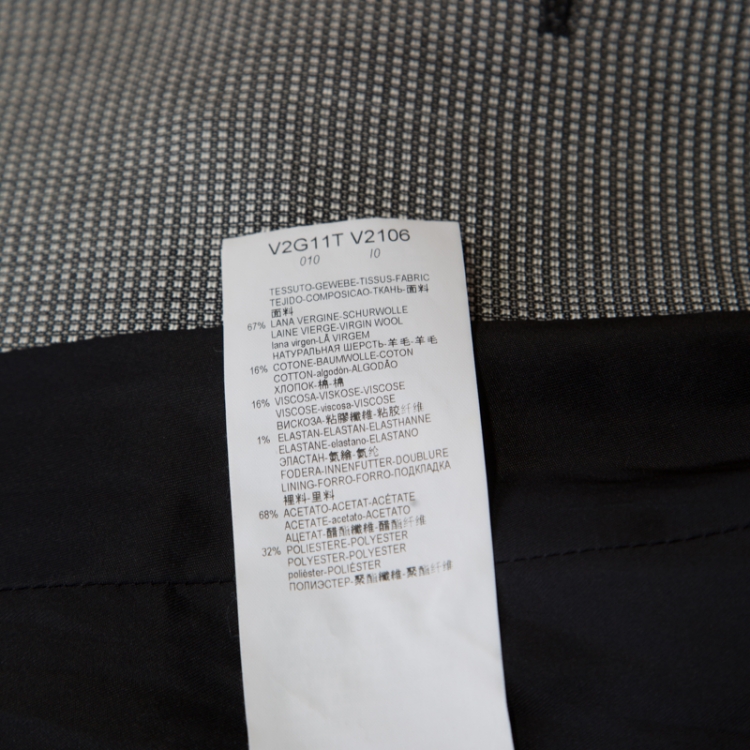 V2G11T V2106
010 10
TESSUTO-GEWEBE-TISSUS-FABRIC
TEJIDO-COMPOSICAO-ТКАНЬ-面料
面料
67% LANA VERGINE-SCHURWOLLE
LAINE VIERGE-VIRGIN WOOL
lana virgen-LÃ VIRGEM
НАТУРАЛЬНАЯ ШЕРСТЬ-羊毛-羊毛
16% COTONE-BAUMWOLLE-COTON
COTTON-algodón-ALGODÃO
ХЛОПОК-棉-棉
16% VISCOSA-VISKOSE-VISCOSE
VISCOSE-viscosa-VISCOSE
ВИСКОЗА-粘膠纖維-粘胶纤维
1% ELASTAN-ELASTAN-ELASTHANNE
ELASTANE-elastano-ELASTANO
ЭЛАСТАН-氨綸-氨纶
FODERA-INNENFUTTER-DOUBLURE
LINING-FORRO-FORRO-ПОДКЛАДКА
裡料-里料
68% ACETATO-ACETAT-ACÉTATE
ACETATE-acetato-ACETATO
АЦЕТАТ-醋酯纖維-醋酯纤维
32% POLIESTERE-POLYESTER
POLYESTER-POLYESTER
poliéster-POLIÉSTER
ПОЛИЭСТЕР-聚酯纖維-聚酯纤维